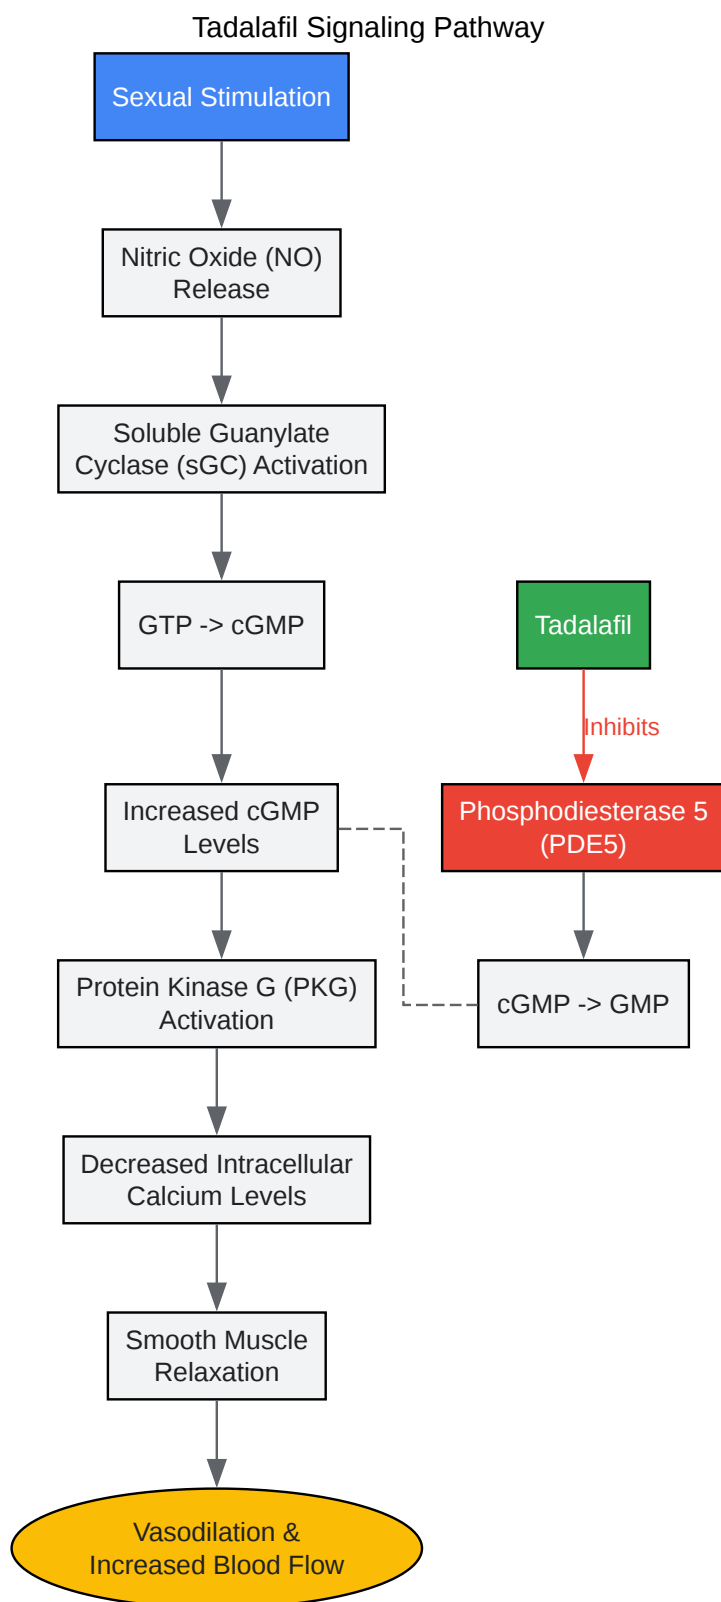 Tadalafil Signaling Pathway
Sexual Stimulation
Nitric Oxide (NO)
Release
Soluble Guanylate
Cyclase (sGC) Activation
GTP -> cGMP
Tadalafil
Inhibits
Increased cGMP
Levels
Phosphodiesterase 5
(PDE5)
Protein Kinase G (PKG)
Activation
cGMP -> GMP
Decreased Intracellular
Calcium Levels
Smooth Muscle
Relaxation
Vasodilation &
Increased Blood Flow